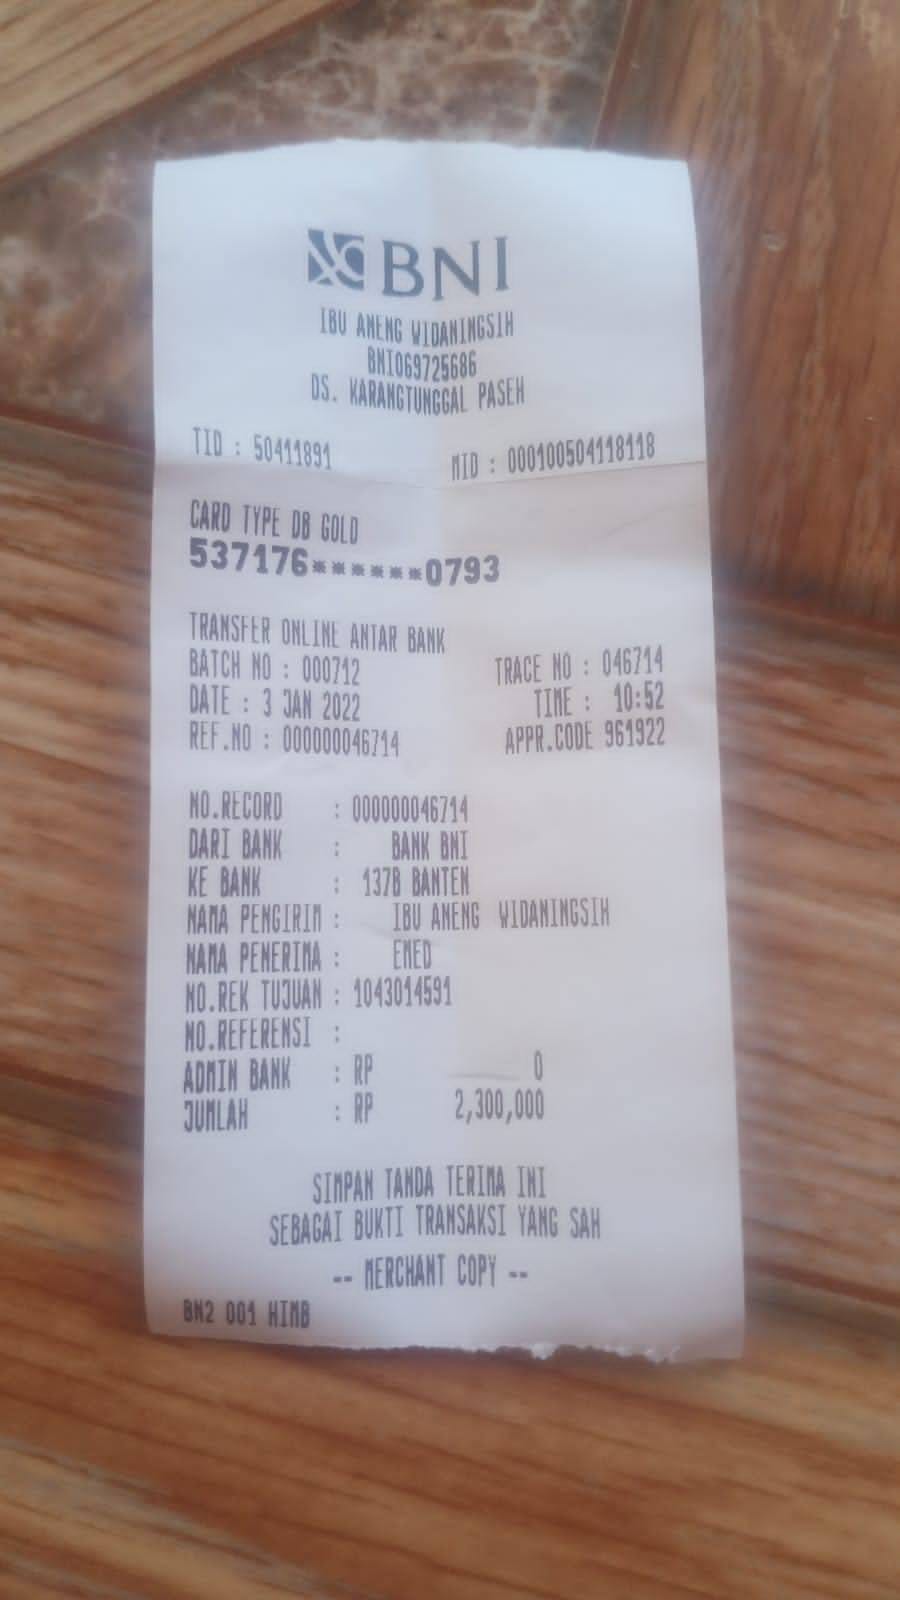 BNI
IBU ANENG WIDANINGSIH
BNI069725686
DS. KARANGTUNGGAL PASEH
TID : 50411891 MID : 000100504118118
CARD TYPE DB GOLD
537176******0793
TRANSFER ONLINE ANTAR BANK
BATCH NO : 000712 TRACE NO : 046714
DATE : 3 JAN 2022 TIME : 10:52
REF.NO : 000000046714 APPR.CODE 961922
NO.RECORD : 000000046714
DARI BANK : BANK BNI
KE BANK : 137B BANTEN
NAMA PENGIRIM : IBU ANENG WIDANINGSIH
NAMA PENERIMA : EMED
NO.REK TUJUAN : 1043014591
NO.REFERENSI :
ADMIN BANK : RP 0
JUMLAH : RP 2,300,000
SIMPAN TANDA TERIMA INI
SEBAGAI BUKTI TRANSAKSI YANG SAH
-- MERCHANT COPY --
BN2 001 HIMB